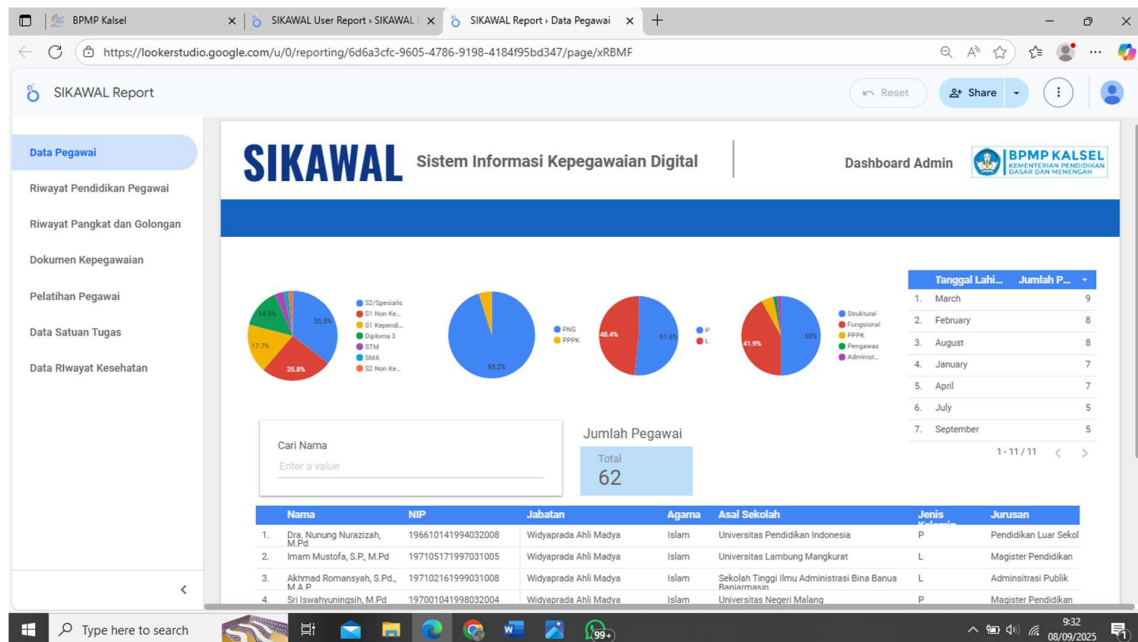 BPMP Kalsel
SIKAWAL User Report › SIKAWAL
SIKAWAL Report › Data Pegawai
https://lookerstudio.google.com/u/0/reporting/6d6a3cfc-9605-4786-9198-4184f95bd347/page/xRBMF
SIKAWAL Report
Reset
Share
Data Pegawai
Riwayat Pendidikan Pegawai
Riwayat Pangkat dan Golongan
Dokumen Kepegawaian
Pelatihan Pegawai
Data Satuan Tugas
Data RIwayat Kesehatan
SIKAWAL
Sistem Informasi Kepegawaian Digital
Dashboard Admin
BPMP KALSEL
KEMENTERIAN PENDIDIKAN
DASAR DAN MENENGAH
35.5%
25.8%
17.7%
14.5%
S2/Spesialis
S1 Non Ke...
S1 Kependi...
Diploma 3
STM
SMA
S2 Non Ke...
95.2%
PNS
PPPK
48.4%
51.6%
P
L
41.9%
50%
Struktural
Fungsional
PPPK
Pengawas
Administ...
Tanggal Lahi... Jumlah P...
1. March 9
2. February 8
3. August 8
4. January 7
5. April 7
6. July 5
7. September 5
1 - 11 / 11
Cari Nama
Enter a value
Jumlah Pegawai
Total
62
Nama NIP Jabatan Agama Asal Sekolah Jenis Kelamin Jurusan
1. Dra. Nunung Nurazizah, M.Pd 196610141994032008 Widyaprada Ahli Madya Islam Universitas Pendidikan Indonesia P Pendidikan Luar Sekol
2. Imam Mustofa, S.P., M.Pd 197105171997031005 Widyaprada Ahli Madya Islam Universitas Lambung Mangkurat L Magister Pendidikan
3. Akhmad Romansyah, S.Pd., M.A.P 197102161999031008 Widyaprada Ahli Madya Islam Sekolah Tinggi Ilmu Administrasi Bina Banua Banjarmasin L Adminsitrasi Publik
4. Sri Iswahyuningsih, M.Pd 197001041998032004 Widyaprada Ahli Madya Islam Universitas Negeri Malang P Magister Pendidikan
Type here to search
99+
9:32
08/09/2025